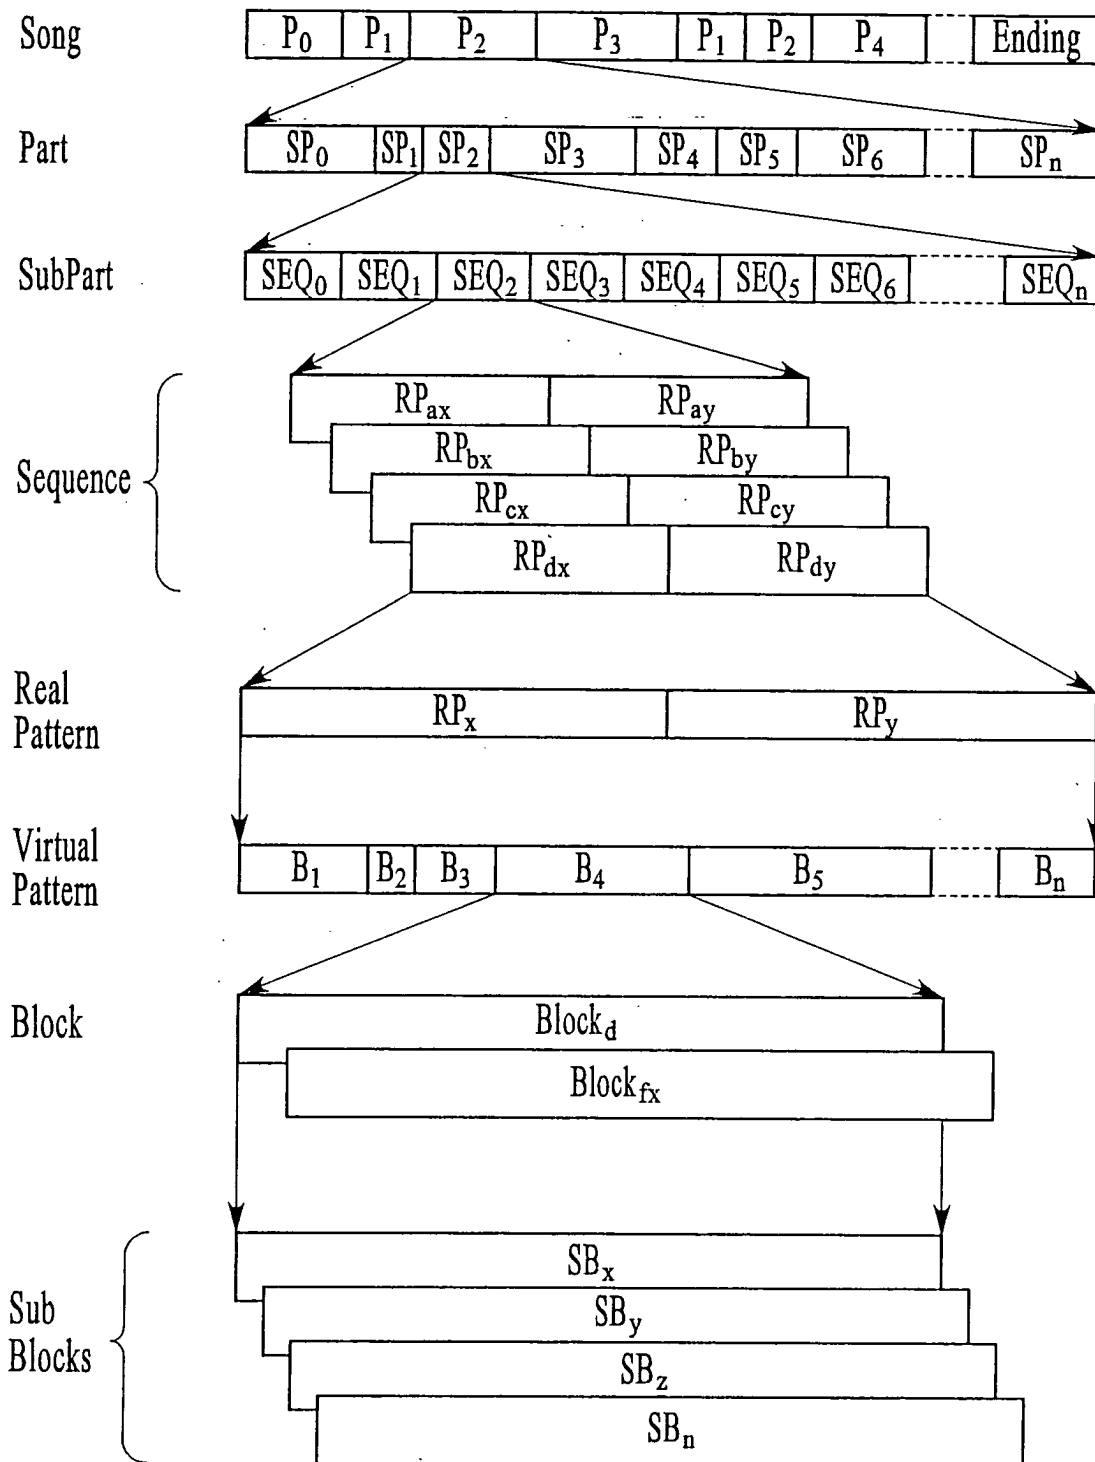 Song P₀ P₁ P₂ P₃ P₁ P₂ P₄ Ending
Part SP₀ SP₁ SP₂ SP₃ SP₄ SP₅ SP₆ SPₙ
SubPart SEQ₀ SEQ₁ SEQ₂ SEQ₃ SEQ₄ SEQ₅ SEQ₆ SEQₙ
RPax RPay
RPbx RPby
Sequence
RPcx RPcy
RPdx RPdy
Real
Pattern
RPx RPy
Virtual
Pattern
B₁ B₂ B₃ B₄ B₅ Bₙ
Block Blockd
Blockfx
SBx
Sub
Blocks
SBy
SBz
SBn